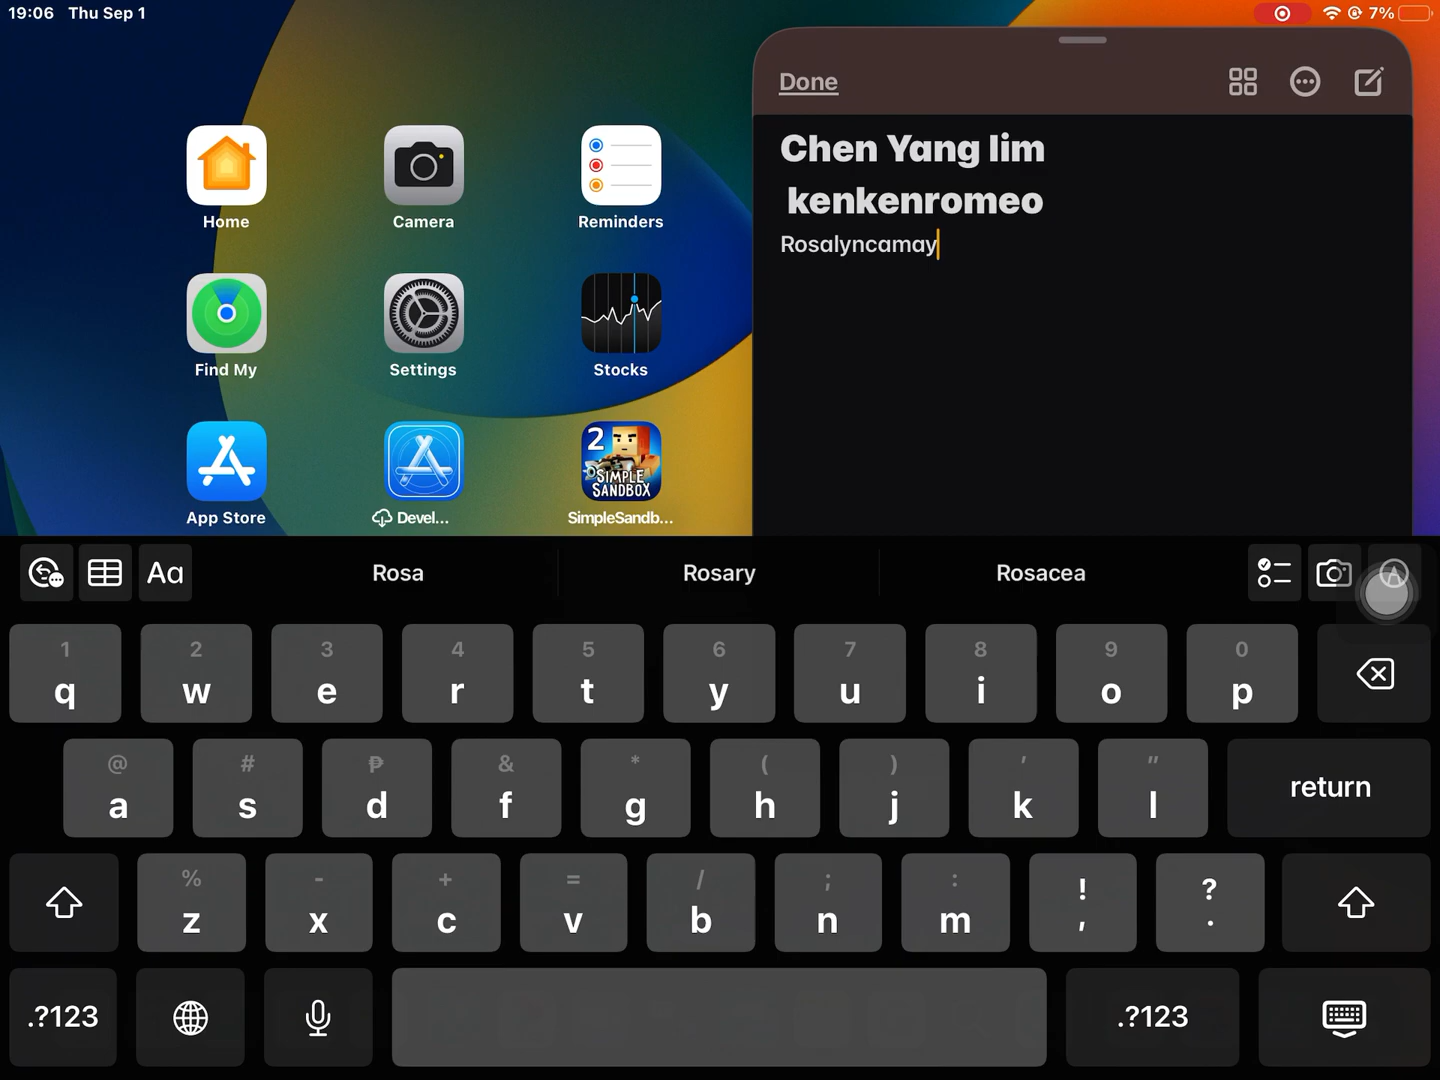 19:06 Thu Sep 1
7%
Done
Chen Yang lim
kenkenromeo
Rosalyncamay
Home
Camera
Reminders
Find My
Settings
Stocks
2
SIMPLE
SANDBOX
App Store
Devel...
SimpleSandb...
Aa
Rosa
Rosary
Rosacea
A
1 2 3 4 5 6 7 8 9 0
q w e r t y u i o p
@ # ₱ & * ( ) ' "
a s d f g h j k l return
% - + = / ; : ! ?
z x c v b n m , .
.?123 .?123